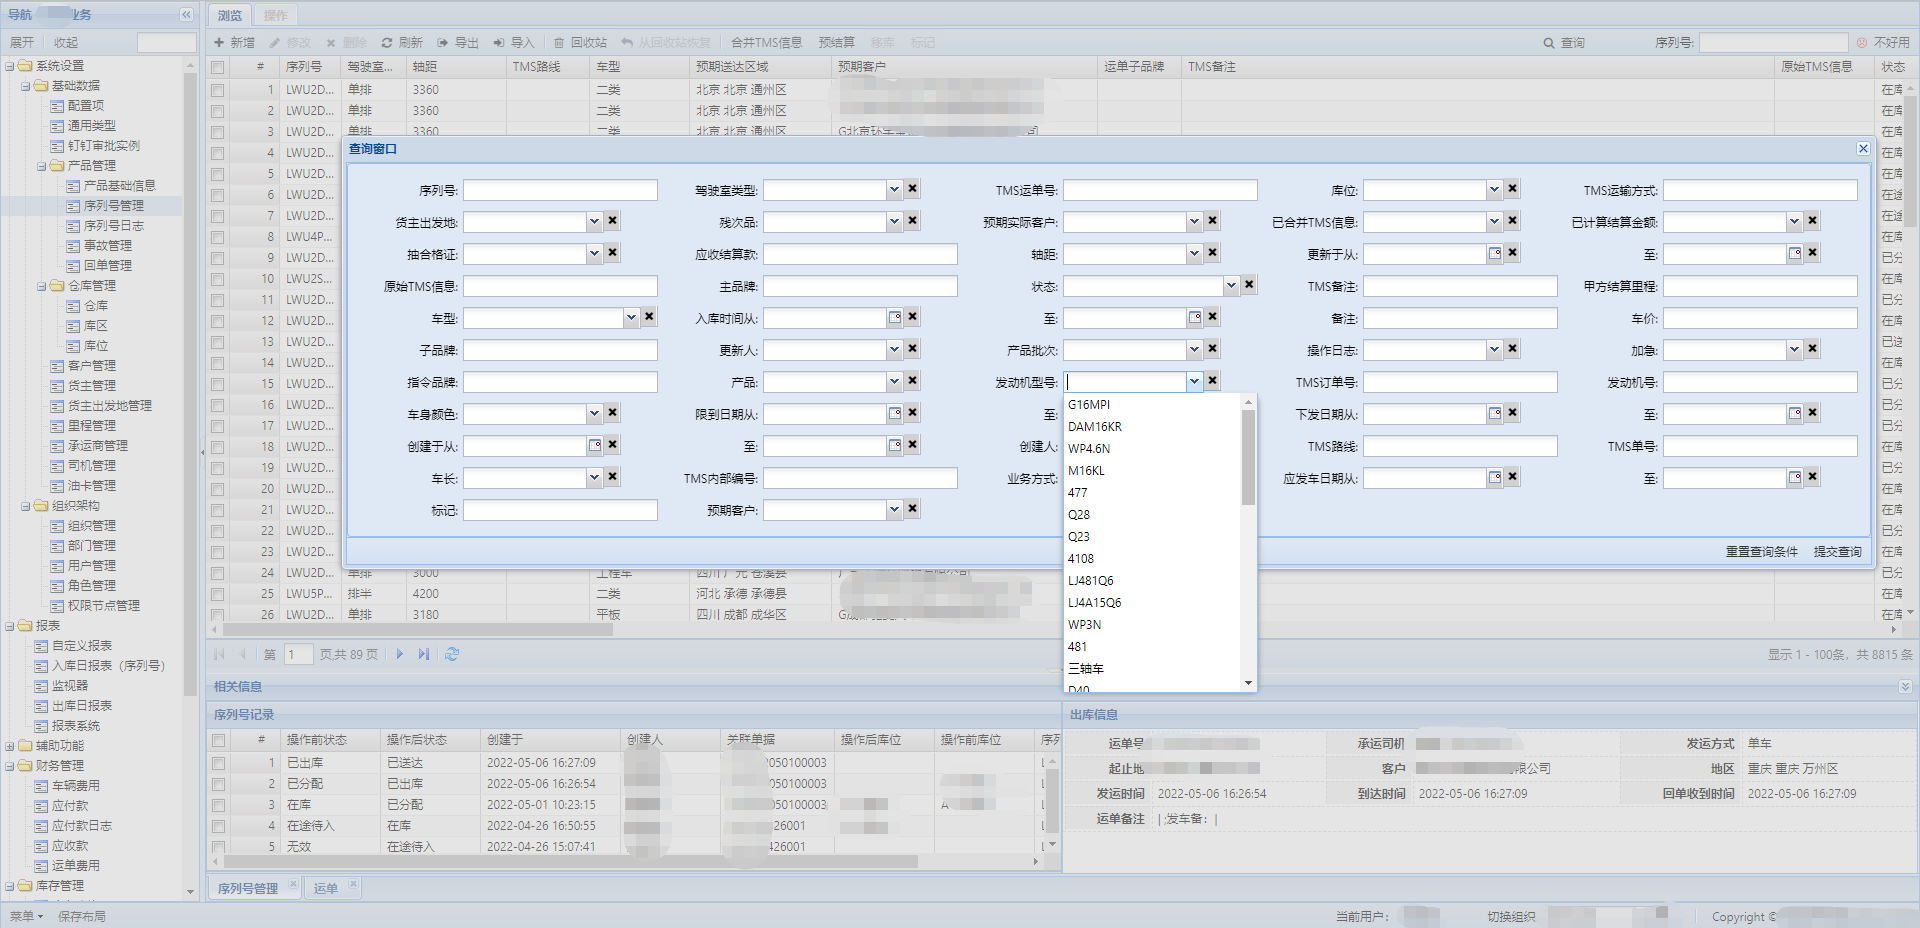 导航 业务
展开 收起
系统设置
基础数据
配置项
通用类型
钉钉审批实例
产品管理
产品基础信息
序列号管理
序列号日志
事故管理
回单管理
仓库管理
仓库
库区
库位
客户管理
货主管理
货主出发地管理
里程管理
承运商管理
司机管理
油卡管理
组织架构
组织管理
部门管理
用户管理
角色管理
权限节点管理
报表
自定义报表
入库日报表（序列号）
监视器
出库日报表
报表系统
辅助功能
财务管理
车辆费用
应付款
应付款日志
应收款
运单费用
库存管理
浏览 操作
新增 修改 删除 刷新 导出 导入 回收站 从回收站恢复 合并TMS信息 预结算 移库 标记 查询 序列号: 不好用
# 序列号 驾驶室... 轴距 TMS路线 车型 预期送达区域 预期客户 运单子品牌 TMS备注 原始TMS信息 状态
1 LWU2D... 单排 3360 二类 北京 北京 通州区 在库
2 LWU2D... 单排 3360 二类 北京 北京 通州区 在库
3 LWU2D... 单排 3360 二类 北京 北京 通州区 在库
4 LWU2D... 在库
5 LWU2D... 在库
6 LWU2D... 在途
7 LWU2D... 在途
8 LWU4P... 在库
9 LWU2D... 已分
10 LWU2S... 在库
11 LWU2D... 已分
12 LWU2D... 已分
13 LWU2D... 在库
14 LWU2D... 已送
15 LWU2D... 在库
16 LWU2D... 已分
17 LWU2D... 已分
18 LWU2D... 已分
19 LWU2D... 已分
20 LWU2D... 已分
21 LWU2D... 在库
22 LWU2D... 已分
23 LWU2D... 在库
24 LWU2D... 单排 3000 工程车 四川 广元 苍溪县 已分
25 LWU5P... 排半 4200 二类 河北 承德 承德县 在库
26 LWU2D... 单排 3180 平板 四川 成都 成华区 在库
查询窗口
序列号: 驾驶室类型: TMS运单号: 库位: TMS运输方式:
货主出发地: 残次品: 预期实际客户: 已合并TMS信息: 已计算结算金额:
抽合格证: 应收结算款: 轴距: 更新于从: 至:
原始TMS信息: 主品牌: 状态: TMS备注: 甲方结算里程:
车型: 入库时间从: 至: 备注: 车价:
子品牌: 更新人: 产品批次: 操作日志: 加急:
指令品牌: 产品: 发动机型号: TMS订单号: 发动机号:
车身颜色: 限到日期从: 至: 下发日期从: 至:
创建于从: 至: 创建人: TMS路线: TMS单号:
车长: TMS内部编号: 业务方式: 应发车日期从: 至:
标记: 预期客户:
G16MPI
DAM16KR
WP4.6N
M16KL
477
Q28
Q23
4108
LJ481Q6
LJ4A15Q6
WP3N
481
三轴车
D40
重置查询条件 提交查询
第 1 页,共 89 页 显示 1 - 100条，共 8815 条
相关信息
序列号记录
# 操作前状态 操作后状态 创建于 创建人 关联单据 操作后库位 操作前库位 序列
1 已出库 已送达 2022-05-06 16:27:09 050100003
2 已分配 已出库 2022-05-06 16:26:54 050100003
3 在库 已分配 2022-05-01 10:23:15 050100003 A
4 在途待入 在库 2022-04-26 16:50:55 26001
5 无效 在途待入 2022-04-26 15:07:41 426001
出库信息
运单号 承运司机 发运方式 单车
起止地 客户 限公司 地区 重庆 重庆 万州区
发运时间 2022-05-06 16:26:54 到达时间 2022-05-06 16:27:09 回单收到时间 2022-05-06 16:27:09
运单备注 | ;发车备； |
序列号管理 运单
菜单 保存布局 当前用户： 切换组织 Copyright ©